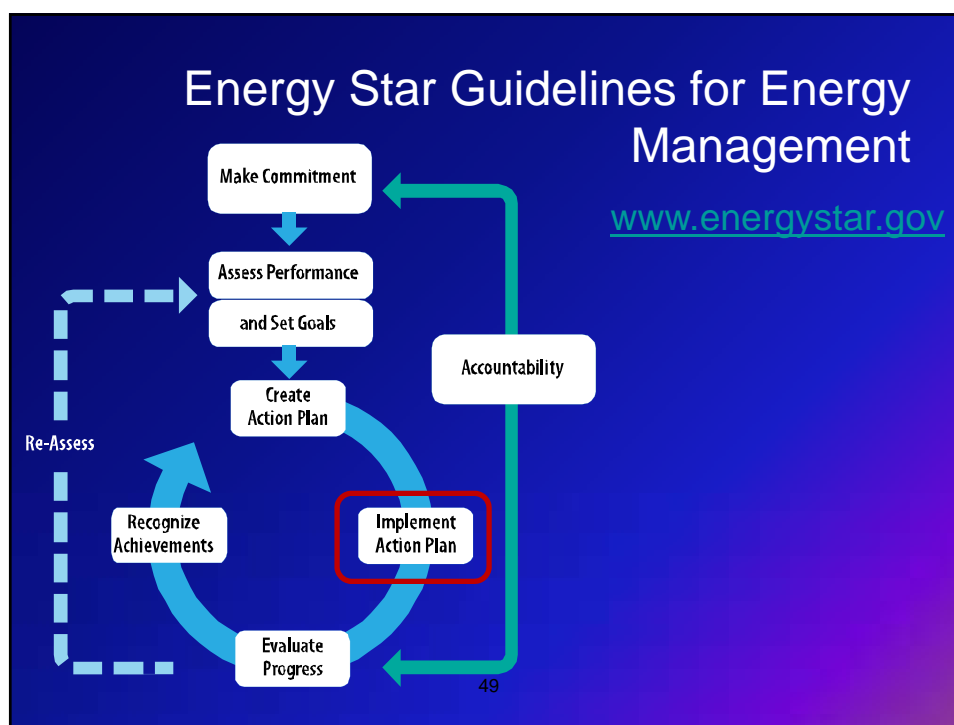 Energy Star Guidelines for Energy
Management
www.energystar.gov
Make Commitment
Assess Performance
and Set Goals
Create
Action Plan
Accountability
Re-Assess
Recognize
Achievements
Implement
Action Plan
Evaluate
Progress
49